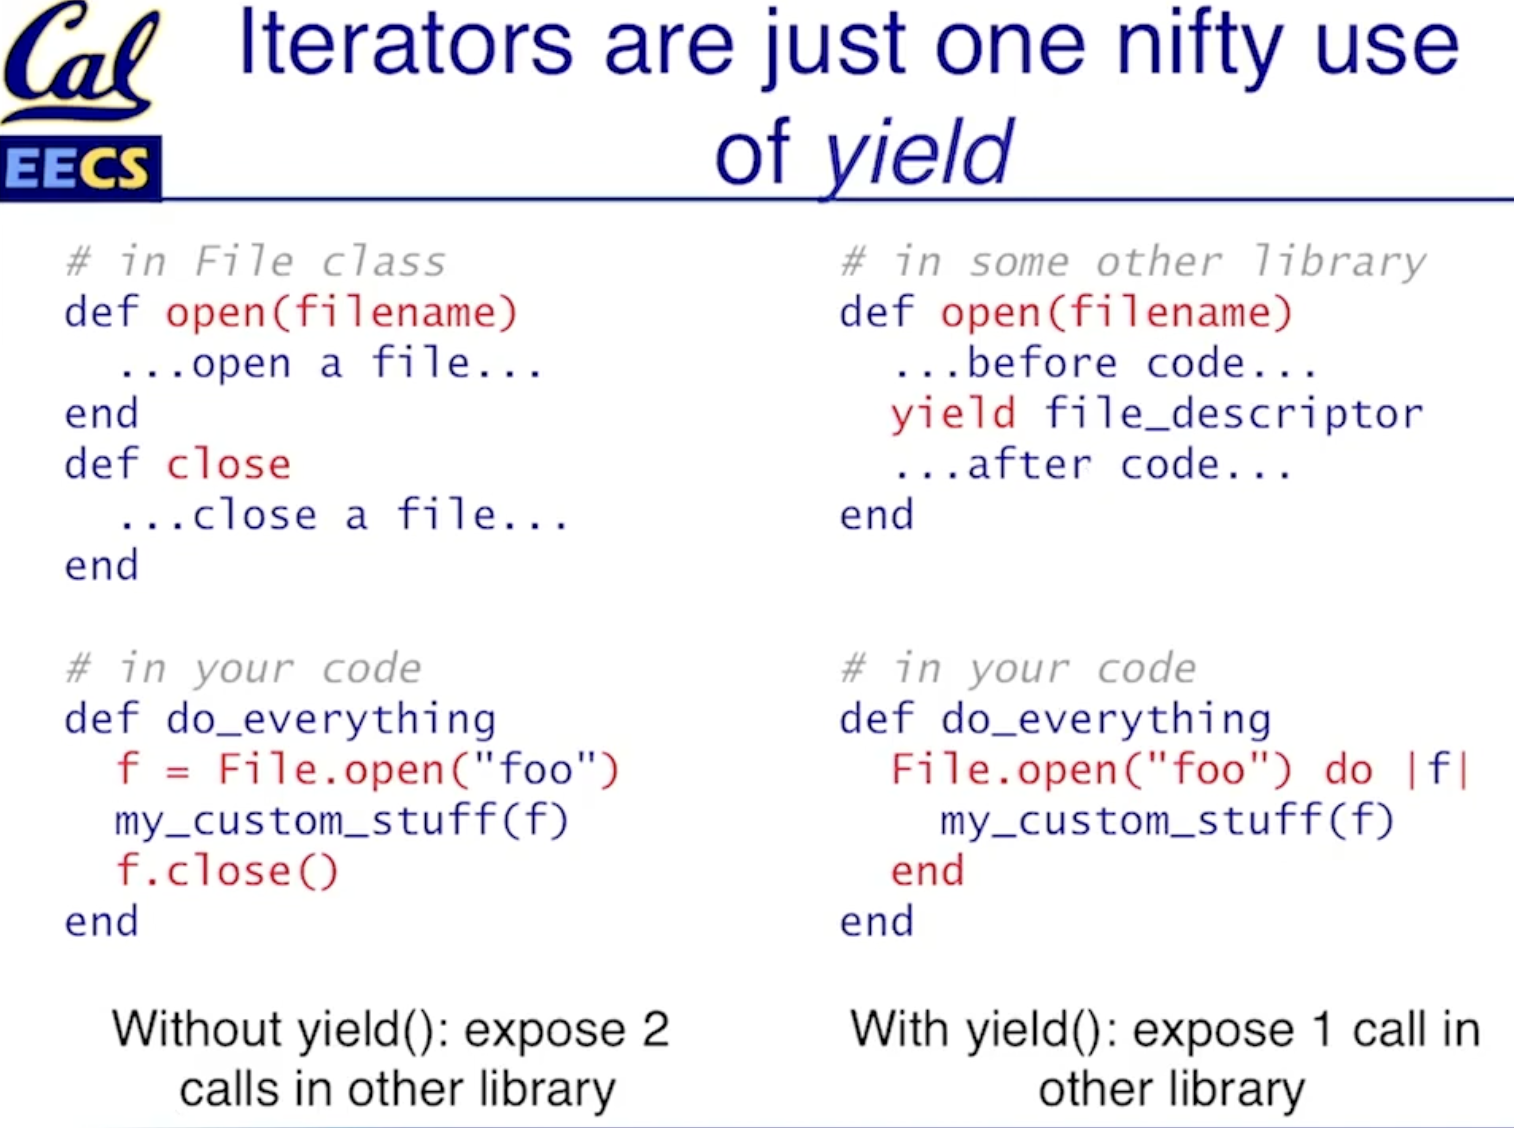 Cal
EECS
Iterators are just one nifty use
of yield
# in File class
def open(filename)
  ...open a file...
end
def close
  ...close a file...
end
# in your code
def do_everything
  f = File.open("foo")
  my_custom_stuff(f)
  f.close()
end
Without yield(): expose 2
calls in other library
# in some other library
def open(filename)
  ...before code...
  yield file_descriptor
  ...after code...
end
# in your code
def do_everything
  File.open("foo") do |f|
    my_custom_stuff(f)
  end
end
With yield(): expose 1 call in
other library